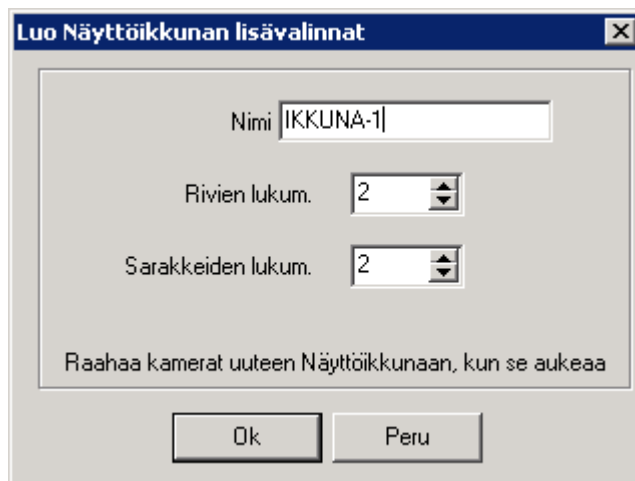 Luo Näyttöikkunan lisävalinnat
Nimi IKKUNA-1
Rivien lukum. 2
Sarakkeiden lukum. 2
Raahaa kamerat uuteen Näyttöikkunaan, kun se aukeaa
Ok Peru